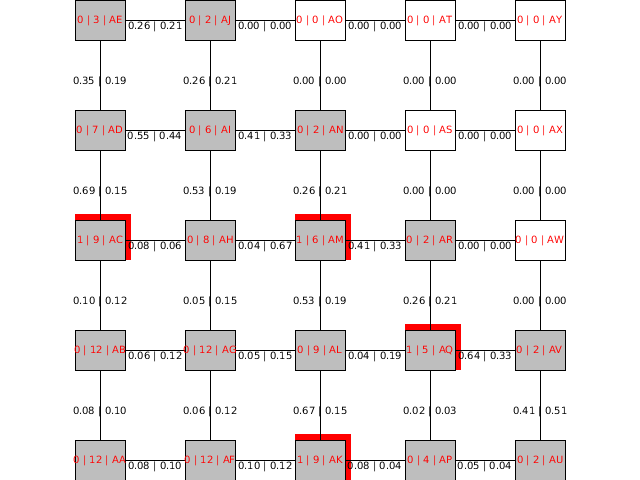 0 | 3 | AE 0.26 | 0.21 0 | 2 | AJ 0.00 | 0.00 0 | 0 | AO 0.00 | 0.00 0 | 0 | AT 0.00 | 0.00 0 | 0 | AY
0.35 | 0.19 0.26 | 0.21 0.00 | 0.00 0.00 | 0.00 0.00 | 0.00
0 | 7 | AD 0.55 | 0.44 0 | 6 | AI 0.41 | 0.33 0 | 2 | AN 0.00 | 0.00 0 | 0 | AS 0.00 | 0.00 0 | 0 | AX
0.69 | 0.15 0.53 | 0.19 0.26 | 0.21 0.00 | 0.00 0.00 | 0.00
1 | 9 | AC 0.08 | 0.06 0 | 8 | AH 0.04 | 0.67 1 | 6 | AM 0.41 | 0.33 0 | 2 | AR 0.00 | 0.00 0 | 0 | AW
0.10 | 0.12 0.05 | 0.15 0.53 | 0.19 0.26 | 0.21 0.00 | 0.00
0 | 12 | AB 0.06 | 0.12 0 | 12 | AG 0.05 | 0.15 0 | 9 | AL 0.04 | 0.19 1 | 5 | AQ 0.64 | 0.33 0 | 2 | AV
0.08 | 0.10 0.06 | 0.12 0.67 | 0.15 0.02 | 0.03 0.41 | 0.51
0 | 12 | AA 0.08 | 0.10 0 | 12 | AF 0.10 | 0.12 1 | 9 | AK 0.08 | 0.04 0 | 4 | AP 0.05 | 0.04 0 | 2 | AU